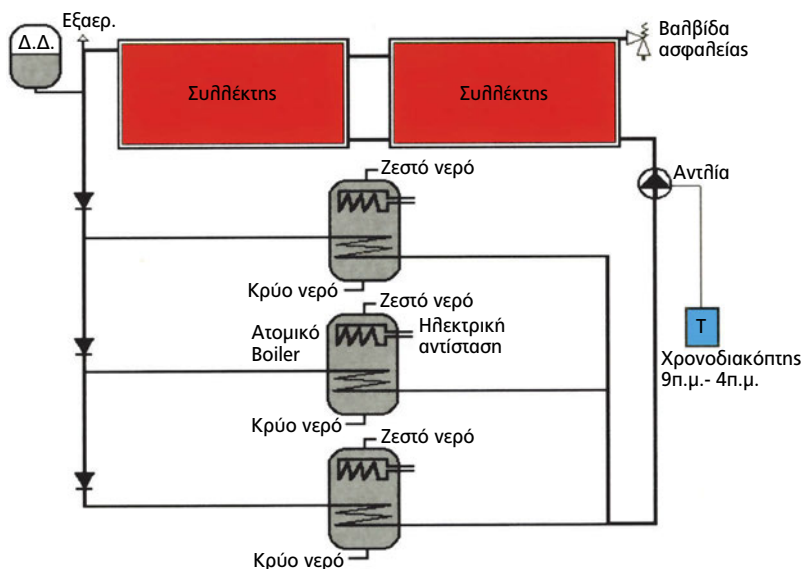 Δ.Δ.
Εξαερ.
Συλλέκτης
Συλλέκτης
Βαλβίδα
ασφαλείας
Ζεστό νερό
Αντλία
Κρύο νερό
Ζεστό νερό
Ατομικό
Boiler
Ηλεκτρική
αντίσταση
T
Χρονοδιακόπτης
9π.μ.- 4π.μ.
Κρύο νερό
Ζεστό νερό
Κρύο νερό